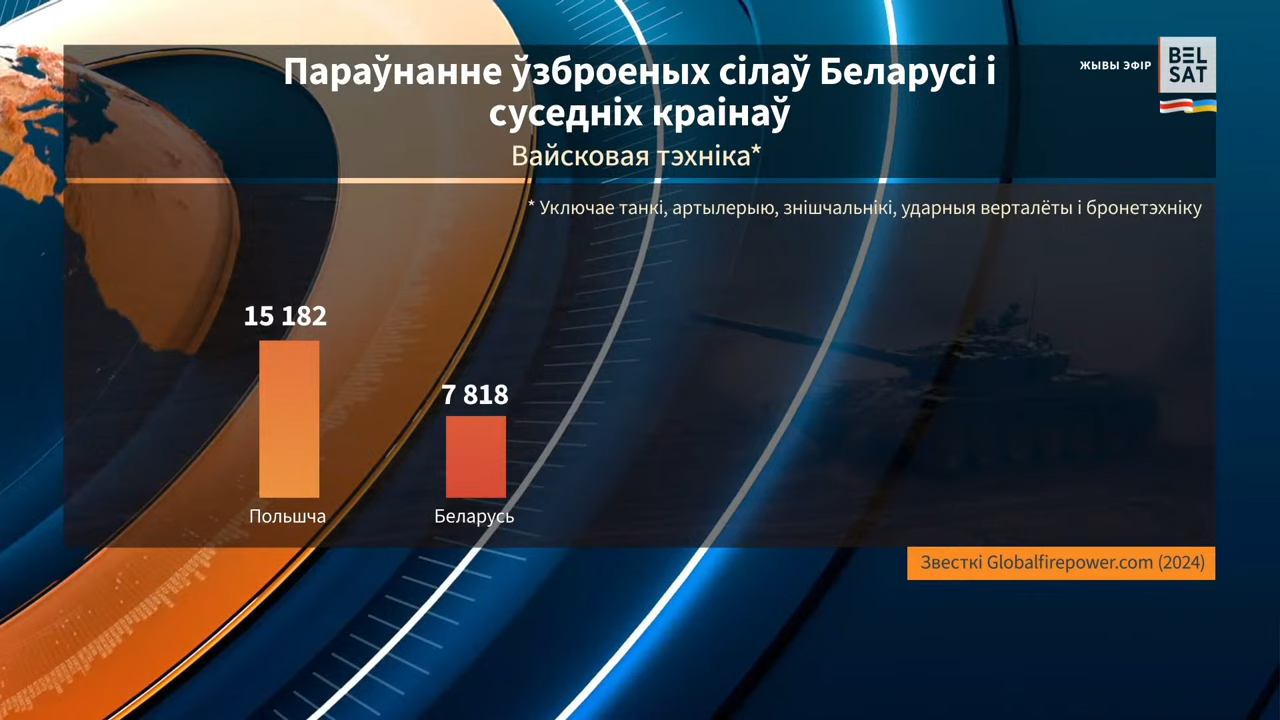 Параўнанне ўзброеных сілаў Беларусі і
суседніх краінаў
Вайсковая тэхніка*
ЖЫВЫ ЭФІР
BEL
SAT
* Уключае танкі, артылерыю, знішчальнікі, ударныя верталёты і бронетэхніку
15 182
7 818
Польшча
Беларусь
Звесткі Globalfirepower.com (2024)